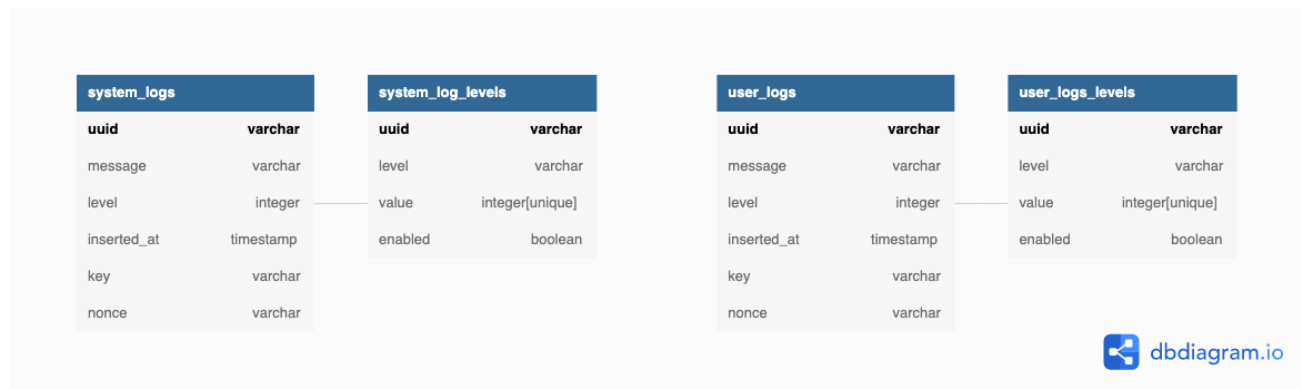 system_logs
uuid varchar
message varchar
level integer
inserted_at timestamp
key varchar
nonce varchar
system_log_levels
uuid varchar
level varchar
value integer[unique]
enabled boolean
user_logs
uuid varchar
message varchar
level integer
inserted_at timestamp
key varchar
nonce varchar
user_logs_levels
uuid varchar
level varchar
value integer[unique]
enabled boolean
dbdiagram.io